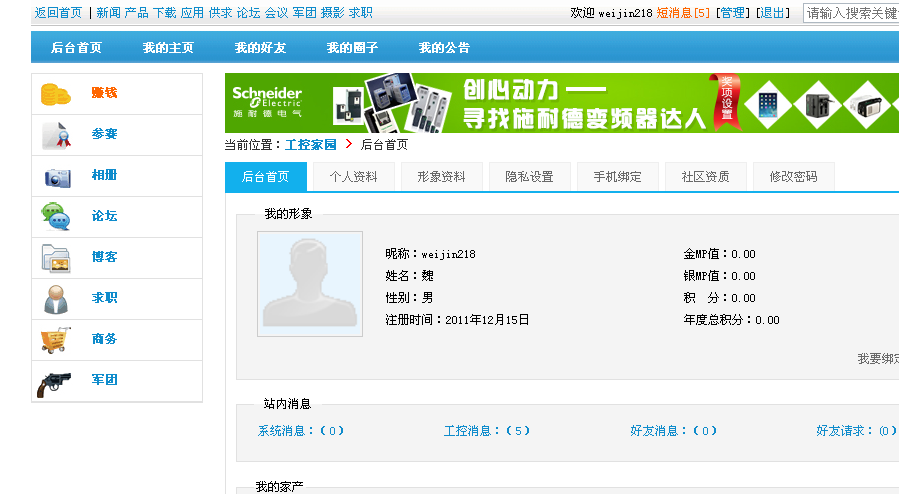 返回首页 | 新闻 产品 下载 应用 供求 论坛 会议 军团 摄影 求职
欢迎 weijin218 短消息[5] [管理] [退出] 请输入搜索关键
后台首页 我的主页 我的好友 我的圈子 我的公告
赚钱
参赛
相册
论坛
博客
求职
商务
军团
Schneider
Electric
施耐德电气
创心动力 ——
寻找施耐德变频器达人
奖项设置
当前位置：工控家园 > 后台首页
后台首页 个人资料 形象资料 隐私设置 手机绑定 社区资质 修改密码
我的形象
昵称：weijin218 金MP值：0.00
姓名：魏 银MP值：0.00
性别：男 积 分：0.00
注册时间：2011年12月15日 年度总积分：0.00
我要绑定
站内消息
系统消息：（0） 工控消息：（5） 好友消息：（0） 好友请求：（0）
我的家产